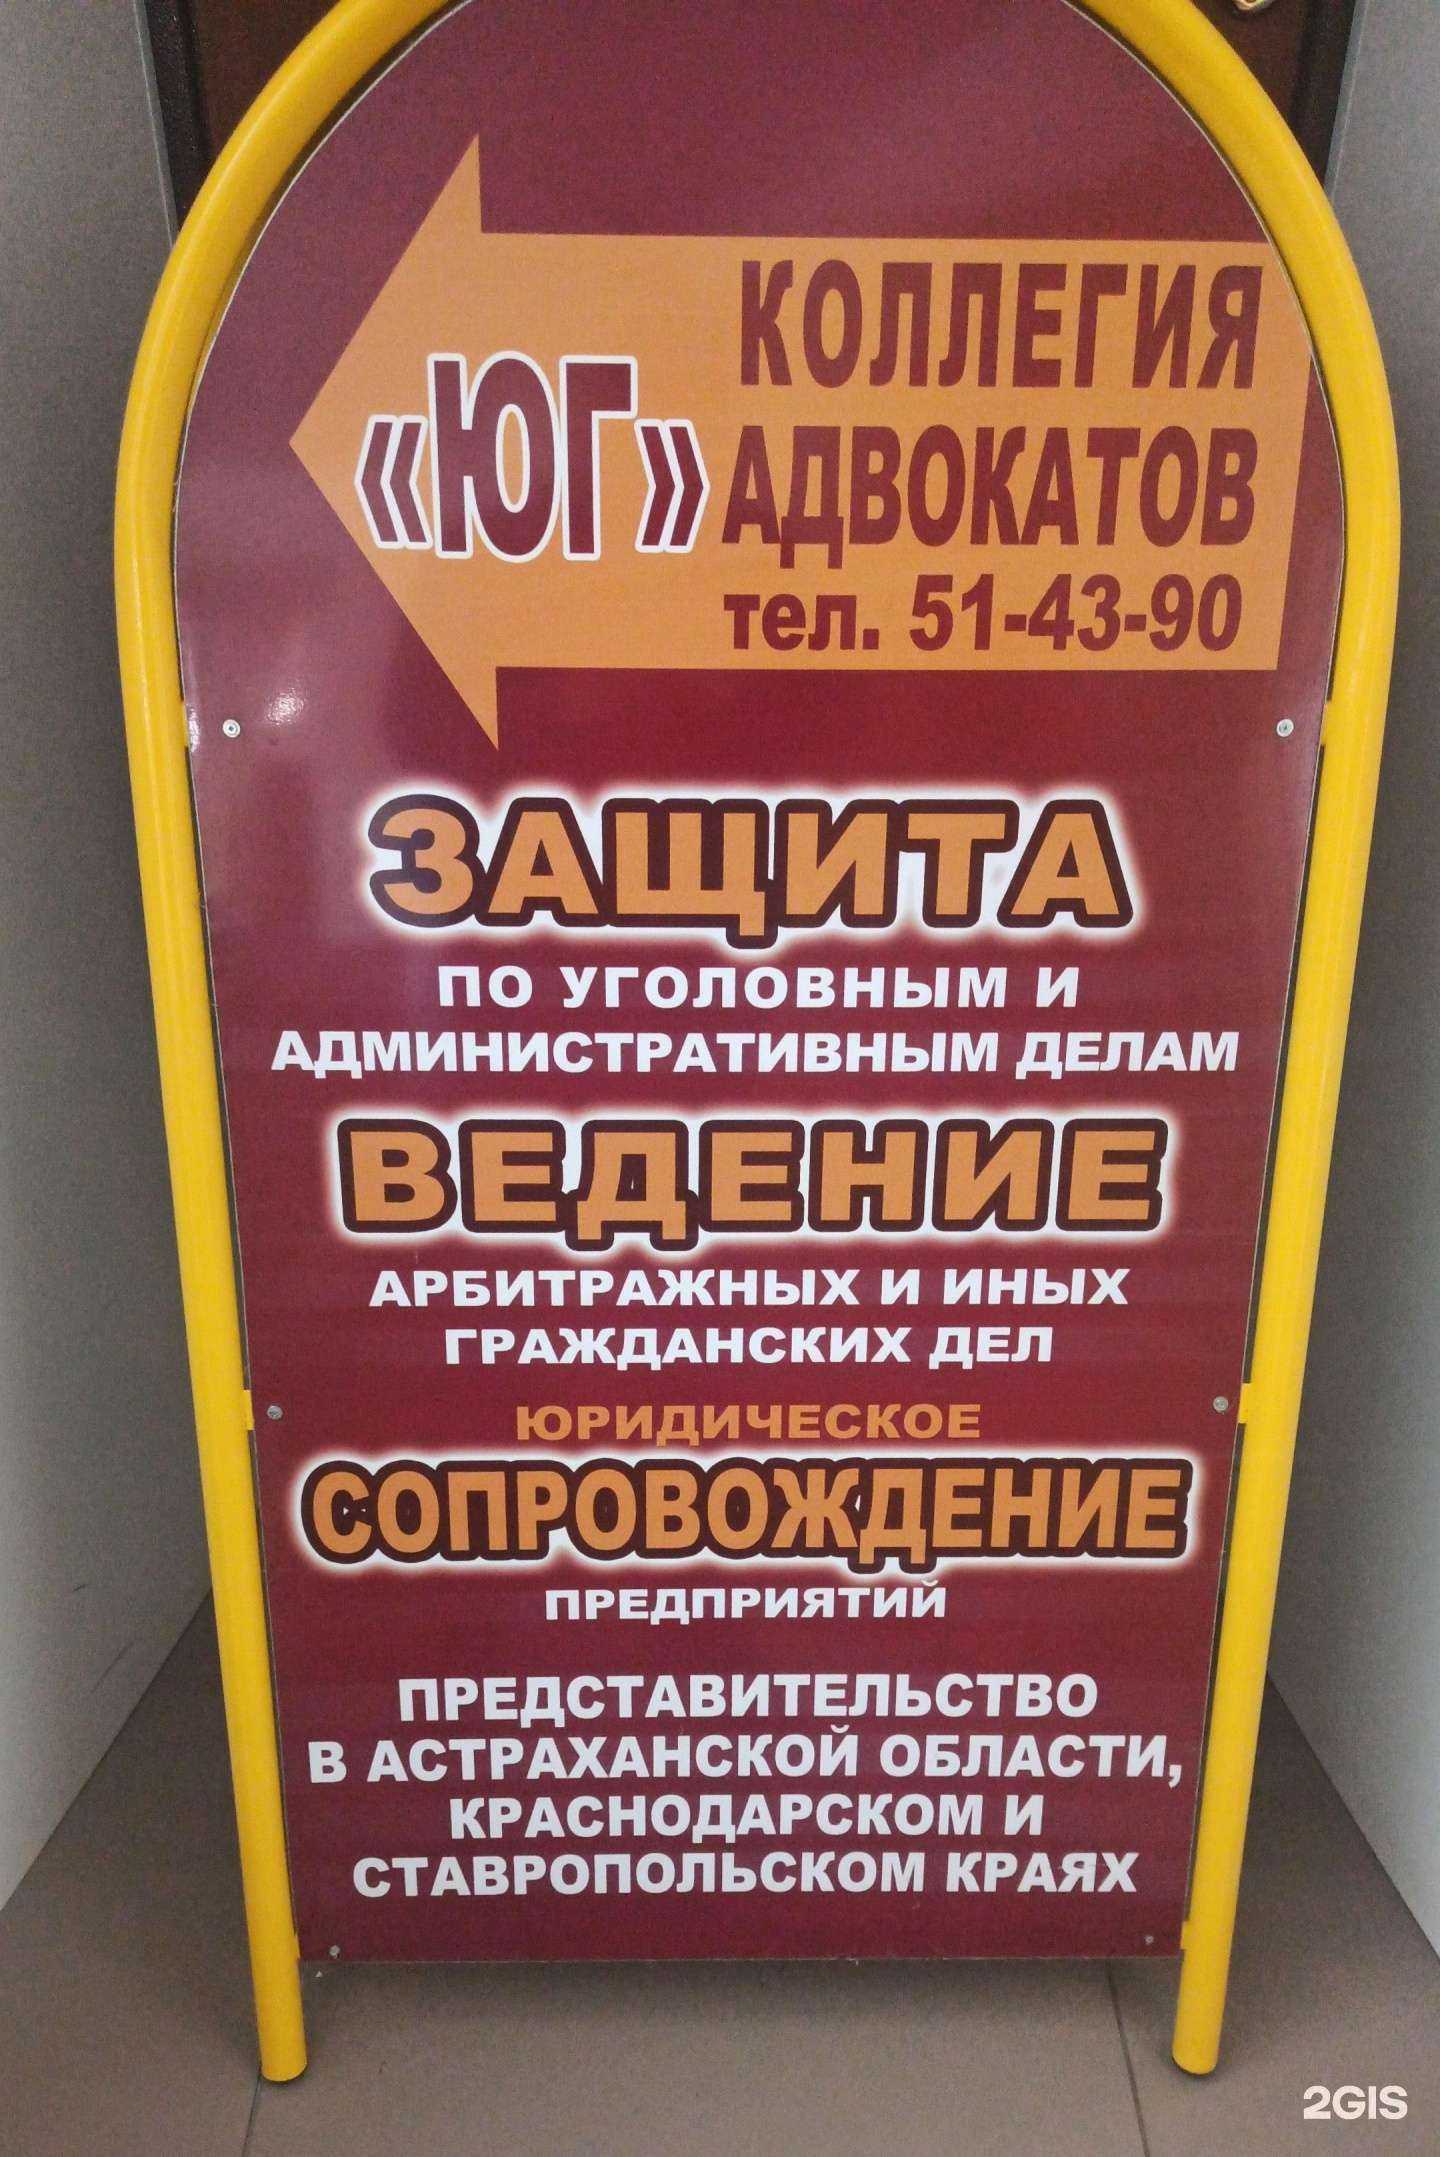 «ЮГ»
КОЛЛЕГИЯ
АДВОКАТОВ
тел. 51-43-90
ЗАЩИТА
ПО УГОЛОВНЫМ И
АДМИНИСТРАТИВНЫМ ДЕЛАМ
ВЕДЕНИЕ
АРБИТРАЖНЫХ И ИНЫХ
ГРАЖДАНСКИХ ДЕЛ
ЮРИДИЧЕСКОЕ
СОПРОВОЖДЕНИЕ
ПРЕДПРИЯТИЙ
ПРЕДСТАВИТЕЛЬСТВО
В АСТРАХАНСКОЙ ОБЛАСТИ,
КРАСНОДАРСКОМ И
СТАВРОПОЛЬСКОМ КРАЯХ
2GIS